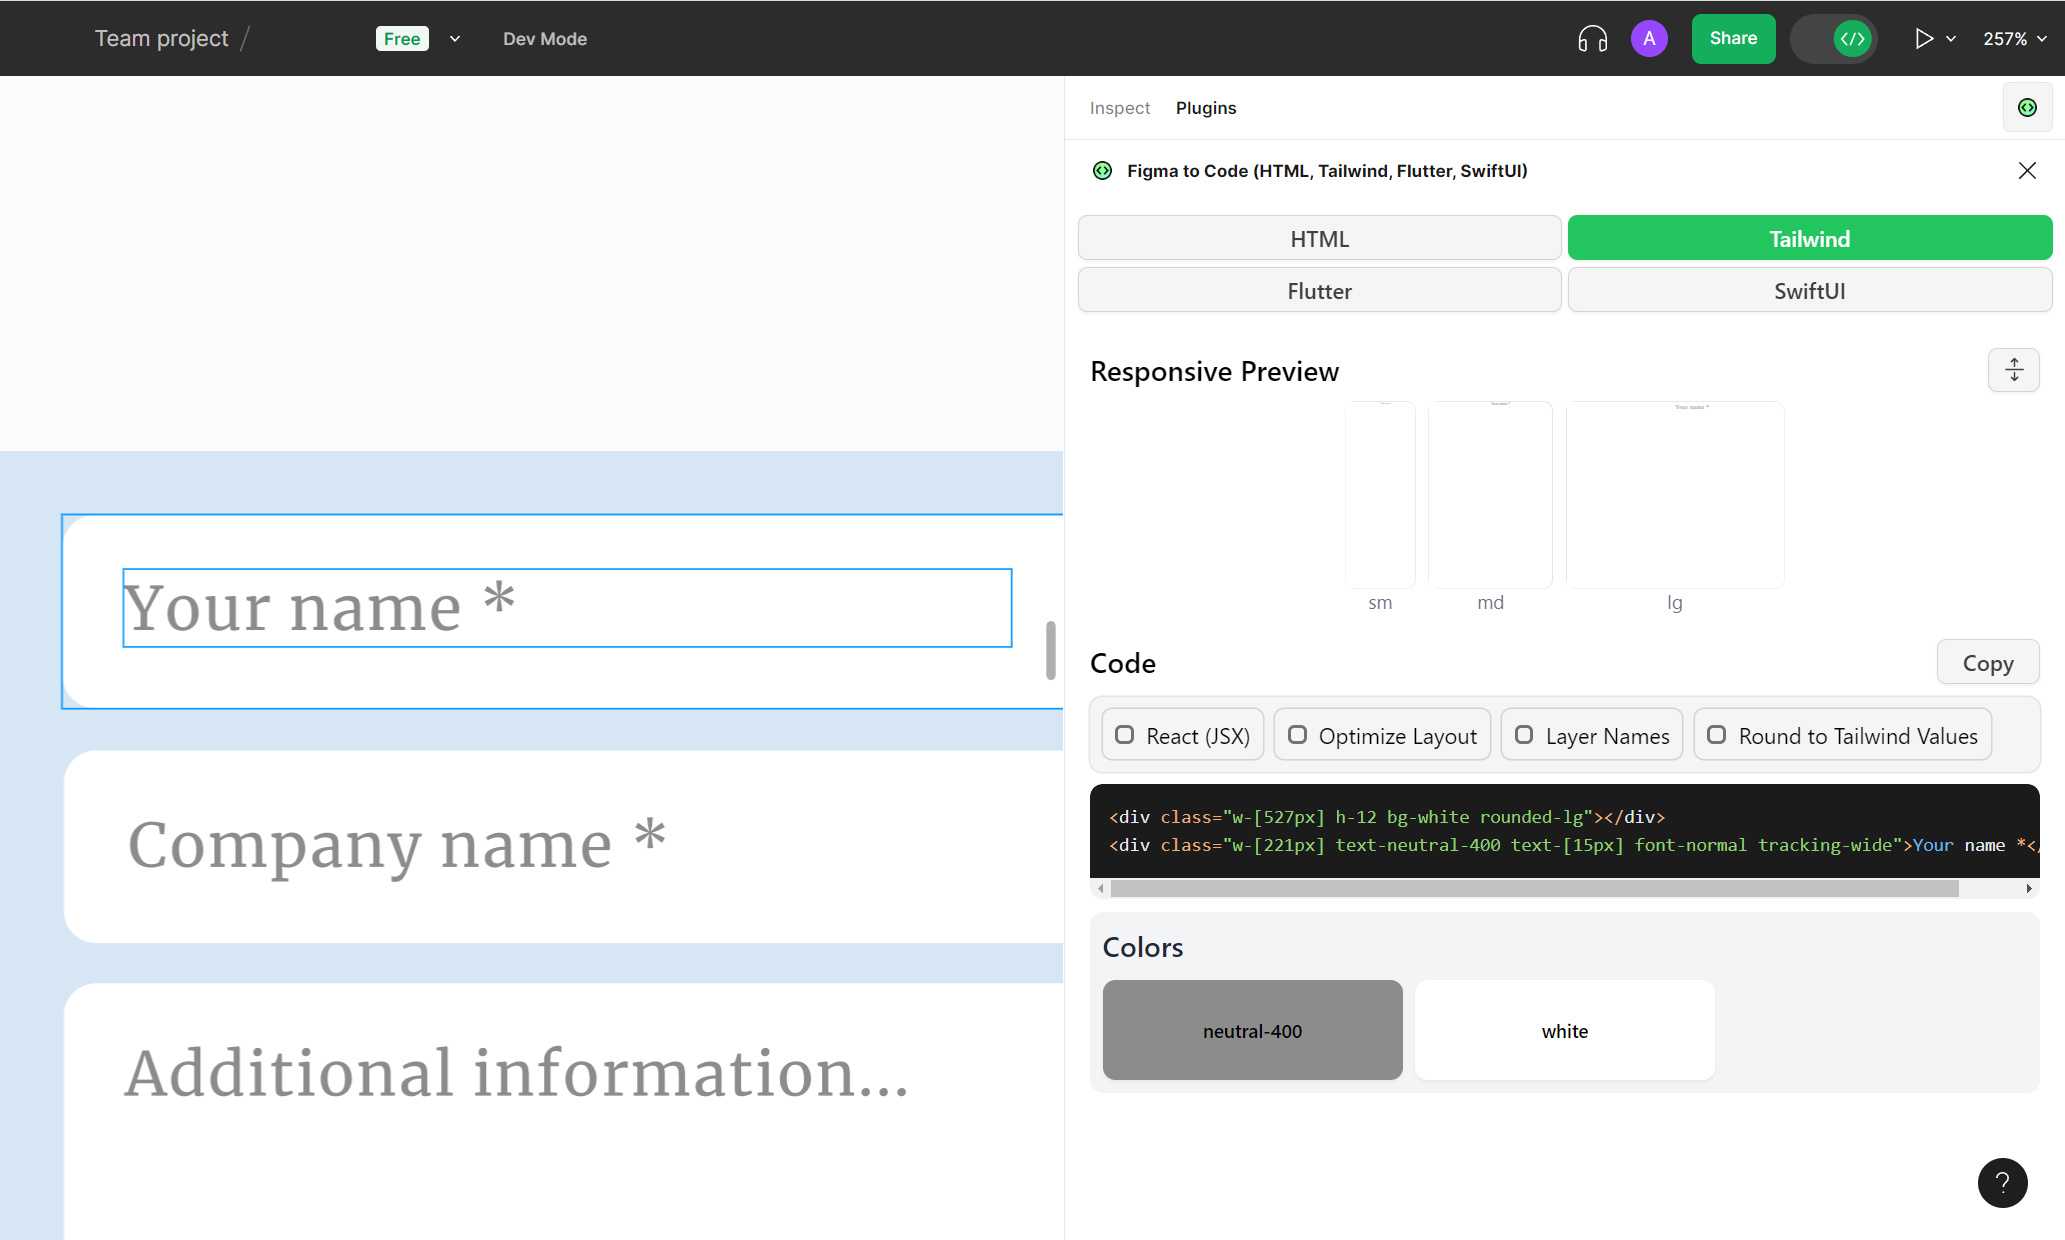 Team project /
Free
Dev Mode
A
Share
</>
257%
Inspect
Plugins
Figma to Code (HTML, Tailwind, Flutter, SwiftUI)
HTML
Tailwind
Flutter
SwiftUI
Responsive Preview
Your name *
sm
md
lg
Code
Copy
React (JSX)
Optimize Layout
Layer Names
Round to Tailwind Values
<div class="w-[527px] h-12 bg-white rounded-lg"></div>
<div class="w-[221px] text-neutral-400 text-[15px] font-normal tracking-wide">Your name *</
Colors
neutral-400
white
?
Your name *
Company name *
Additional information...